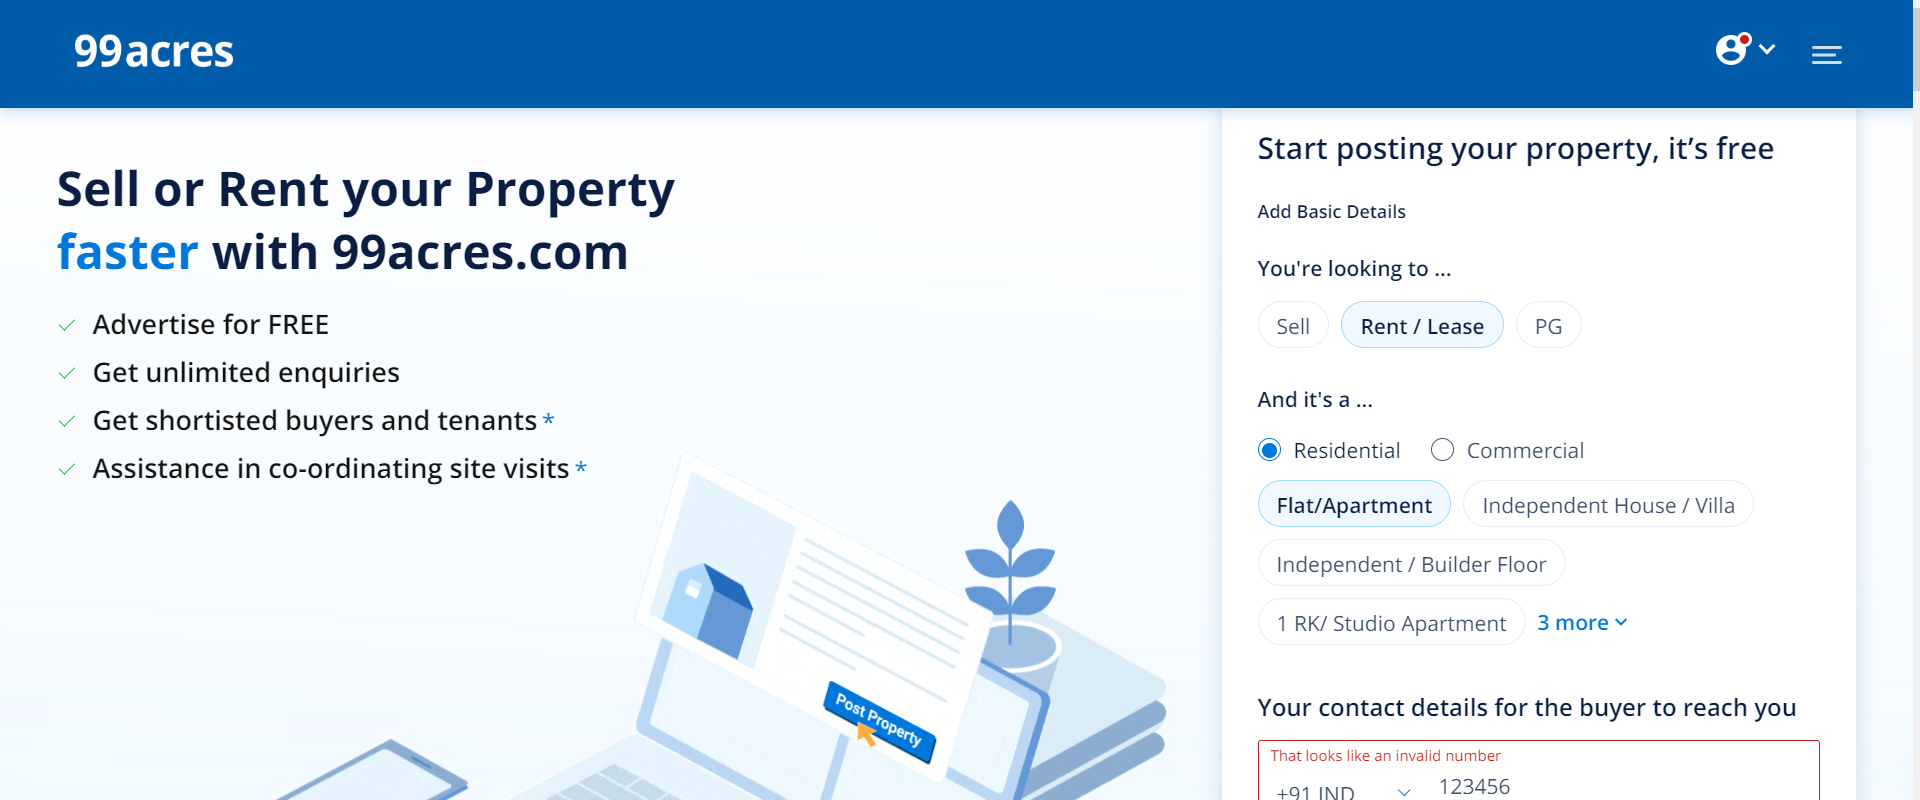 99acres
Sell or Rent your Property
faster with 99acres.com
Advertise for FREE
Get unlimited enquiries
Get shortisted buyers and tenants *
Assistance in co-ordinating site visits *
Post Property
Start posting your property, it’s free
Add Basic Details
You're looking to ...
Sell Rent / Lease PG
And it's a ...
Residential Commercial
Flat/Apartment Independent House / Villa
Independent / Builder Floor
1 RK/ Studio Apartment 3 more
Your contact details for the buyer to reach you
That looks like an invalid number
+91 IND 123456